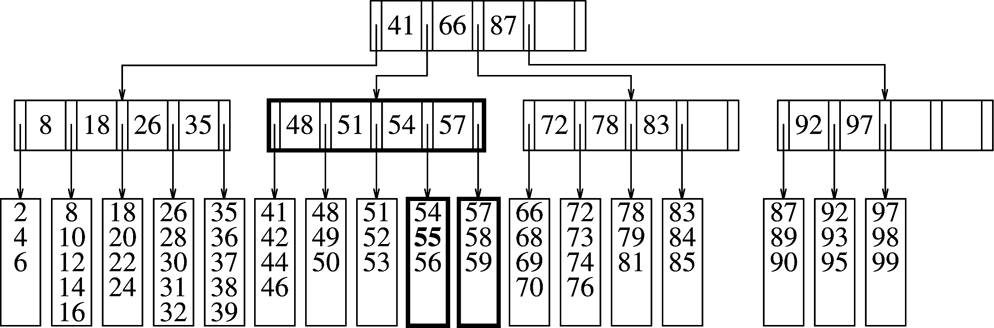 41 66 87
8 18 26 35 48 51 54 57 72 78 83 92 97
2 8 18 26 35 41 48 51 54 57 66 72 78 83 87 92 97
4 10 20 28 36 42 49 52 55 58 68 73 79 84 89 93 98
6 12 22 30 37 44 50 53 56 59 69 74 81 85 90 95 99
14 24 31 38 46 70 76
16 32 39